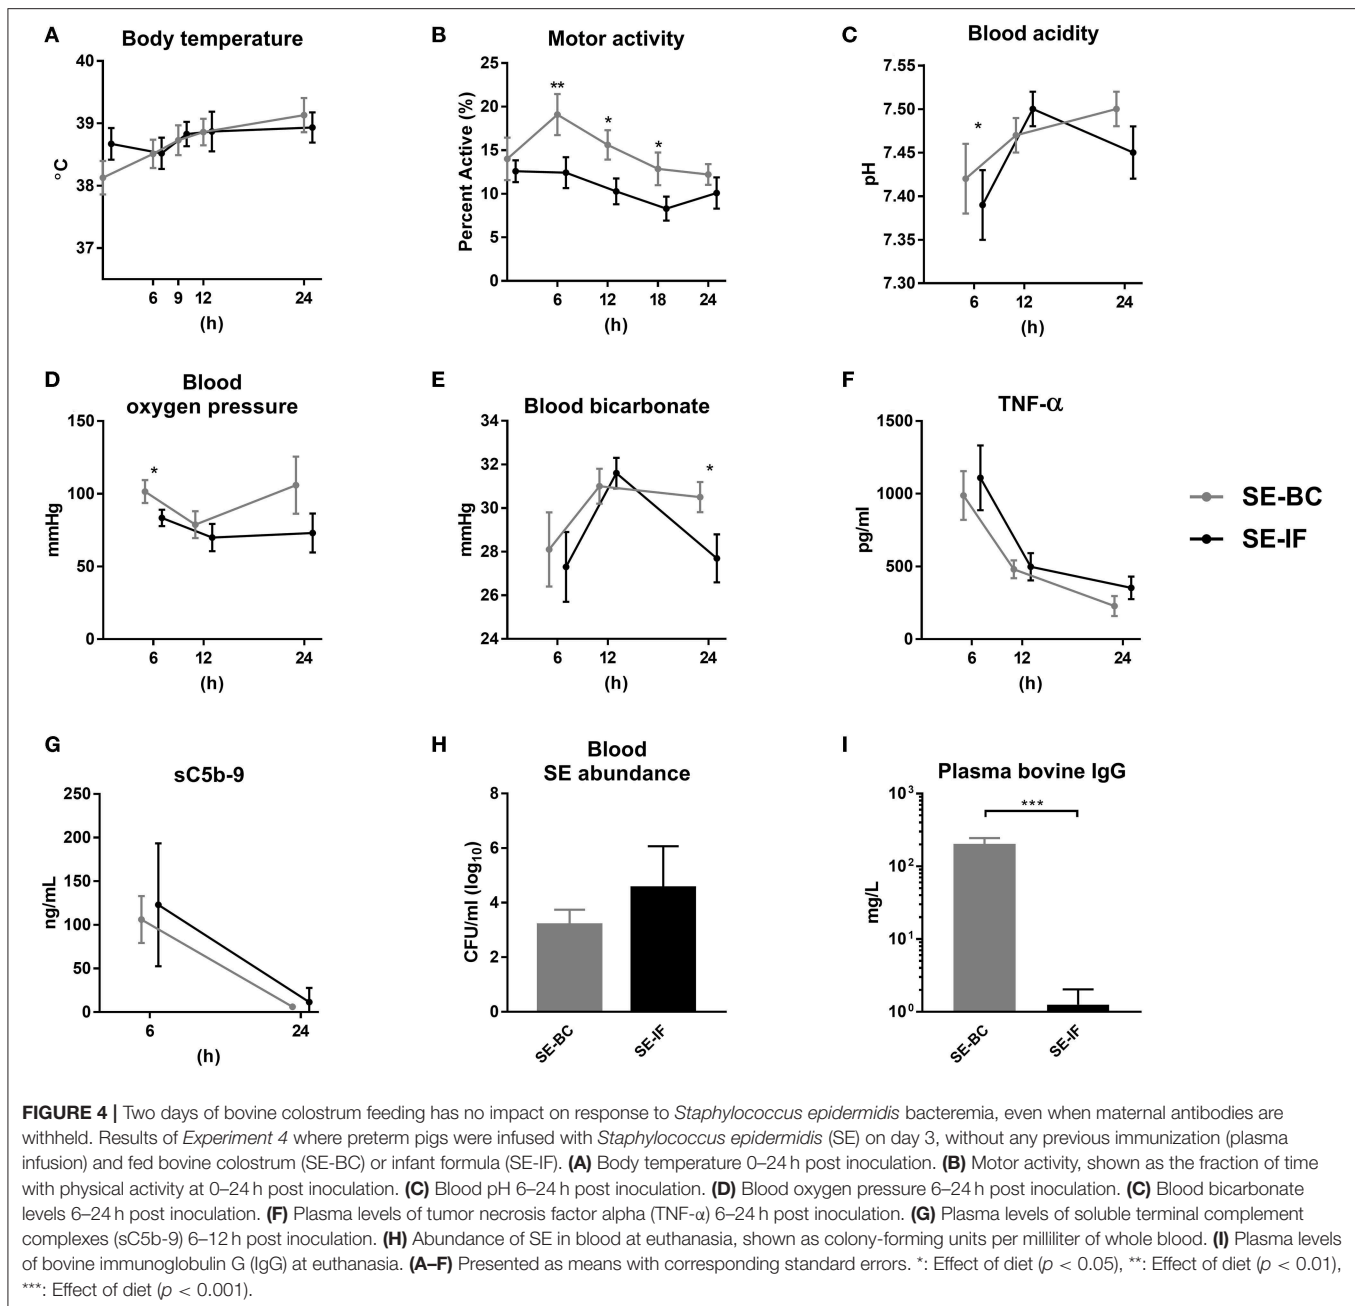 A Body temperature
40
39
38
37
°C
6 9 12 24
(h)
B Motor activity
25
20
15
10
5
0
Percent Active (%)
**
*
*
6 12 18 24
(h)
C Blood acidity
7.55
7.50
7.45
7.40
7.35
7.30
pH
*
6 12 24
(h)
D Blood
oxygen pressure
150
100
50
0
mmHg
*
6 12 24
(h)
E Blood bicarbonate
34
32
30
28
26
24
mmHg
*
6 12 24
(h)
F TNF-α
1500
1000
500
0
pg/ml
6 12 24
(h)
SE-BC
SE-IF
G sC5b-9
250
200
150
100
50
0
ng/mL
6 24
(h)
H Blood
SE abundance
8
6
4
2
0
CFU/ml (log10)
SE-BC SE-IF
I Plasma bovine IgG
10³
10²
10¹
10⁰
mg/L
***
SE-BC SE-IF
FIGURE 4 | Two days of bovine colostrum feeding has no impact on response to Staphylococcus epidermidis bacteremia, even when maternal antibodies are
withheld. Results of Experiment 4 where preterm pigs were infused with Staphylococcus epidermidis (SE) on day 3, without any previous immunization (plasma
infusion) and fed bovine colostrum (SE-BC) or infant formula (SE-IF). (A) Body temperature 0–24 h post inoculation. (B) Motor activity, shown as the fraction of time
with physical activity at 0–24 h post inoculation. (C) Blood pH 6–24 h post inoculation. (D) Blood oxygen pressure 6–24 h post inoculation. (C) Blood bicarbonate
levels 6–24 h post inoculation. (F) Plasma levels of tumor necrosis factor alpha (TNF-α) 6–24 h post inoculation. (G) Plasma levels of soluble terminal complement
complexes (sC5b-9) 6–12 h post inoculation. (H) Abundance of SE in blood at euthanasia, shown as colony-forming units per milliliter of whole blood. (I) Plasma levels
of bovine immunoglobulin G (IgG) at euthanasia. (A–F) Presented as means with corresponding standard errors. *: Effect of diet (p < 0.05), **: Effect of diet (p < 0.01),
***: Effect of diet (p < 0.001).